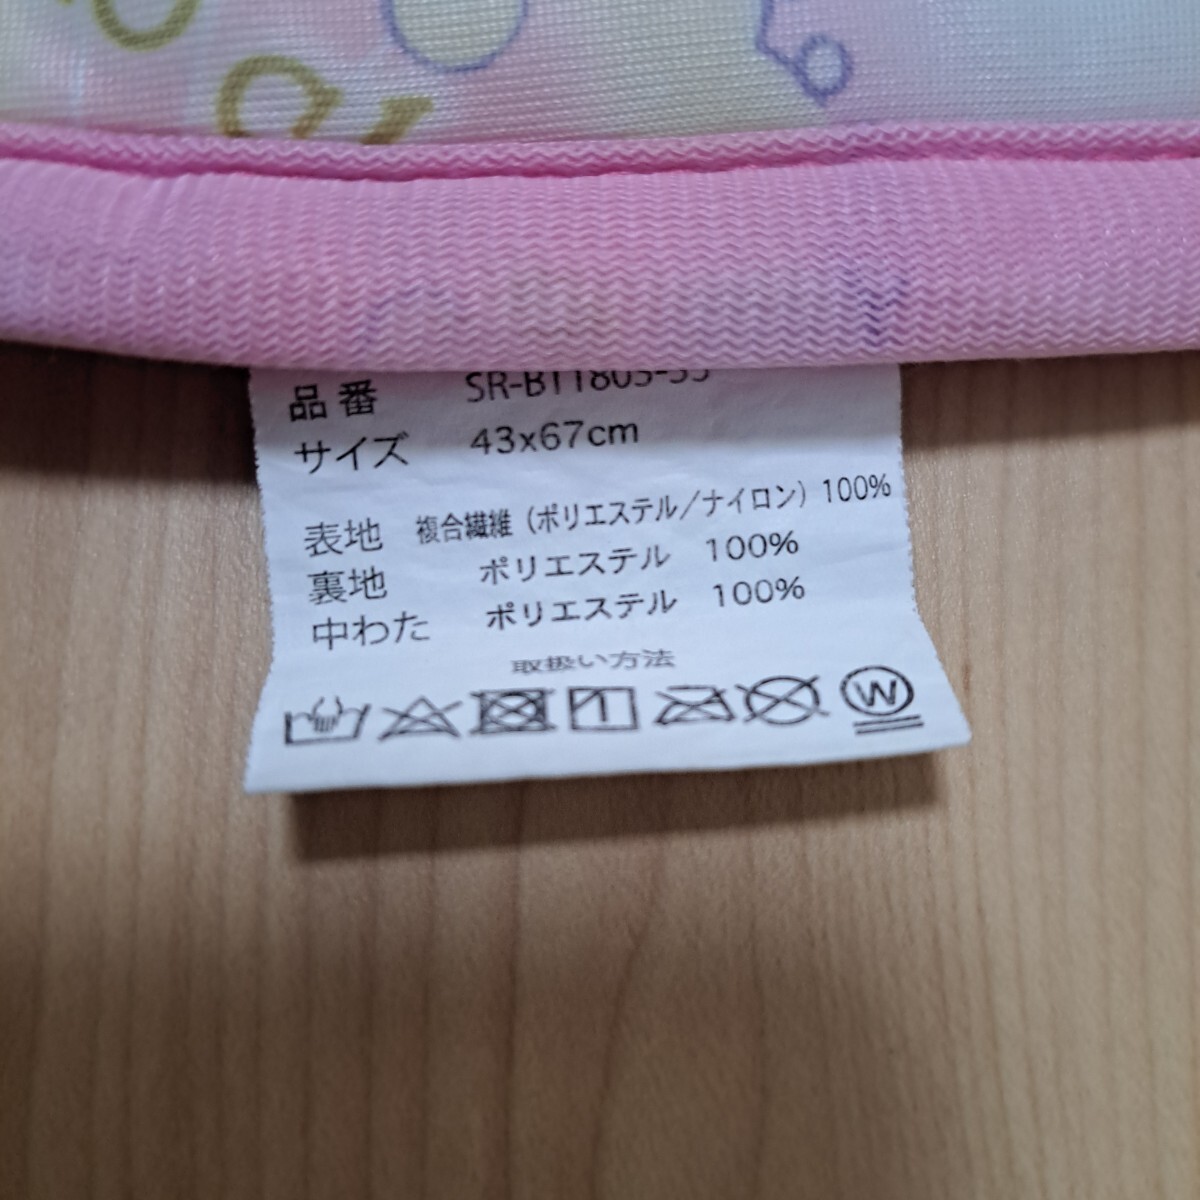 品番 SR-BT1803-35
サイズ 43x67cm
表地 複合繊維（ポリエステル/ナイロン）100%
裏地 ポリエステル 100%
中わた ポリエステル 100%
取扱い方法
W